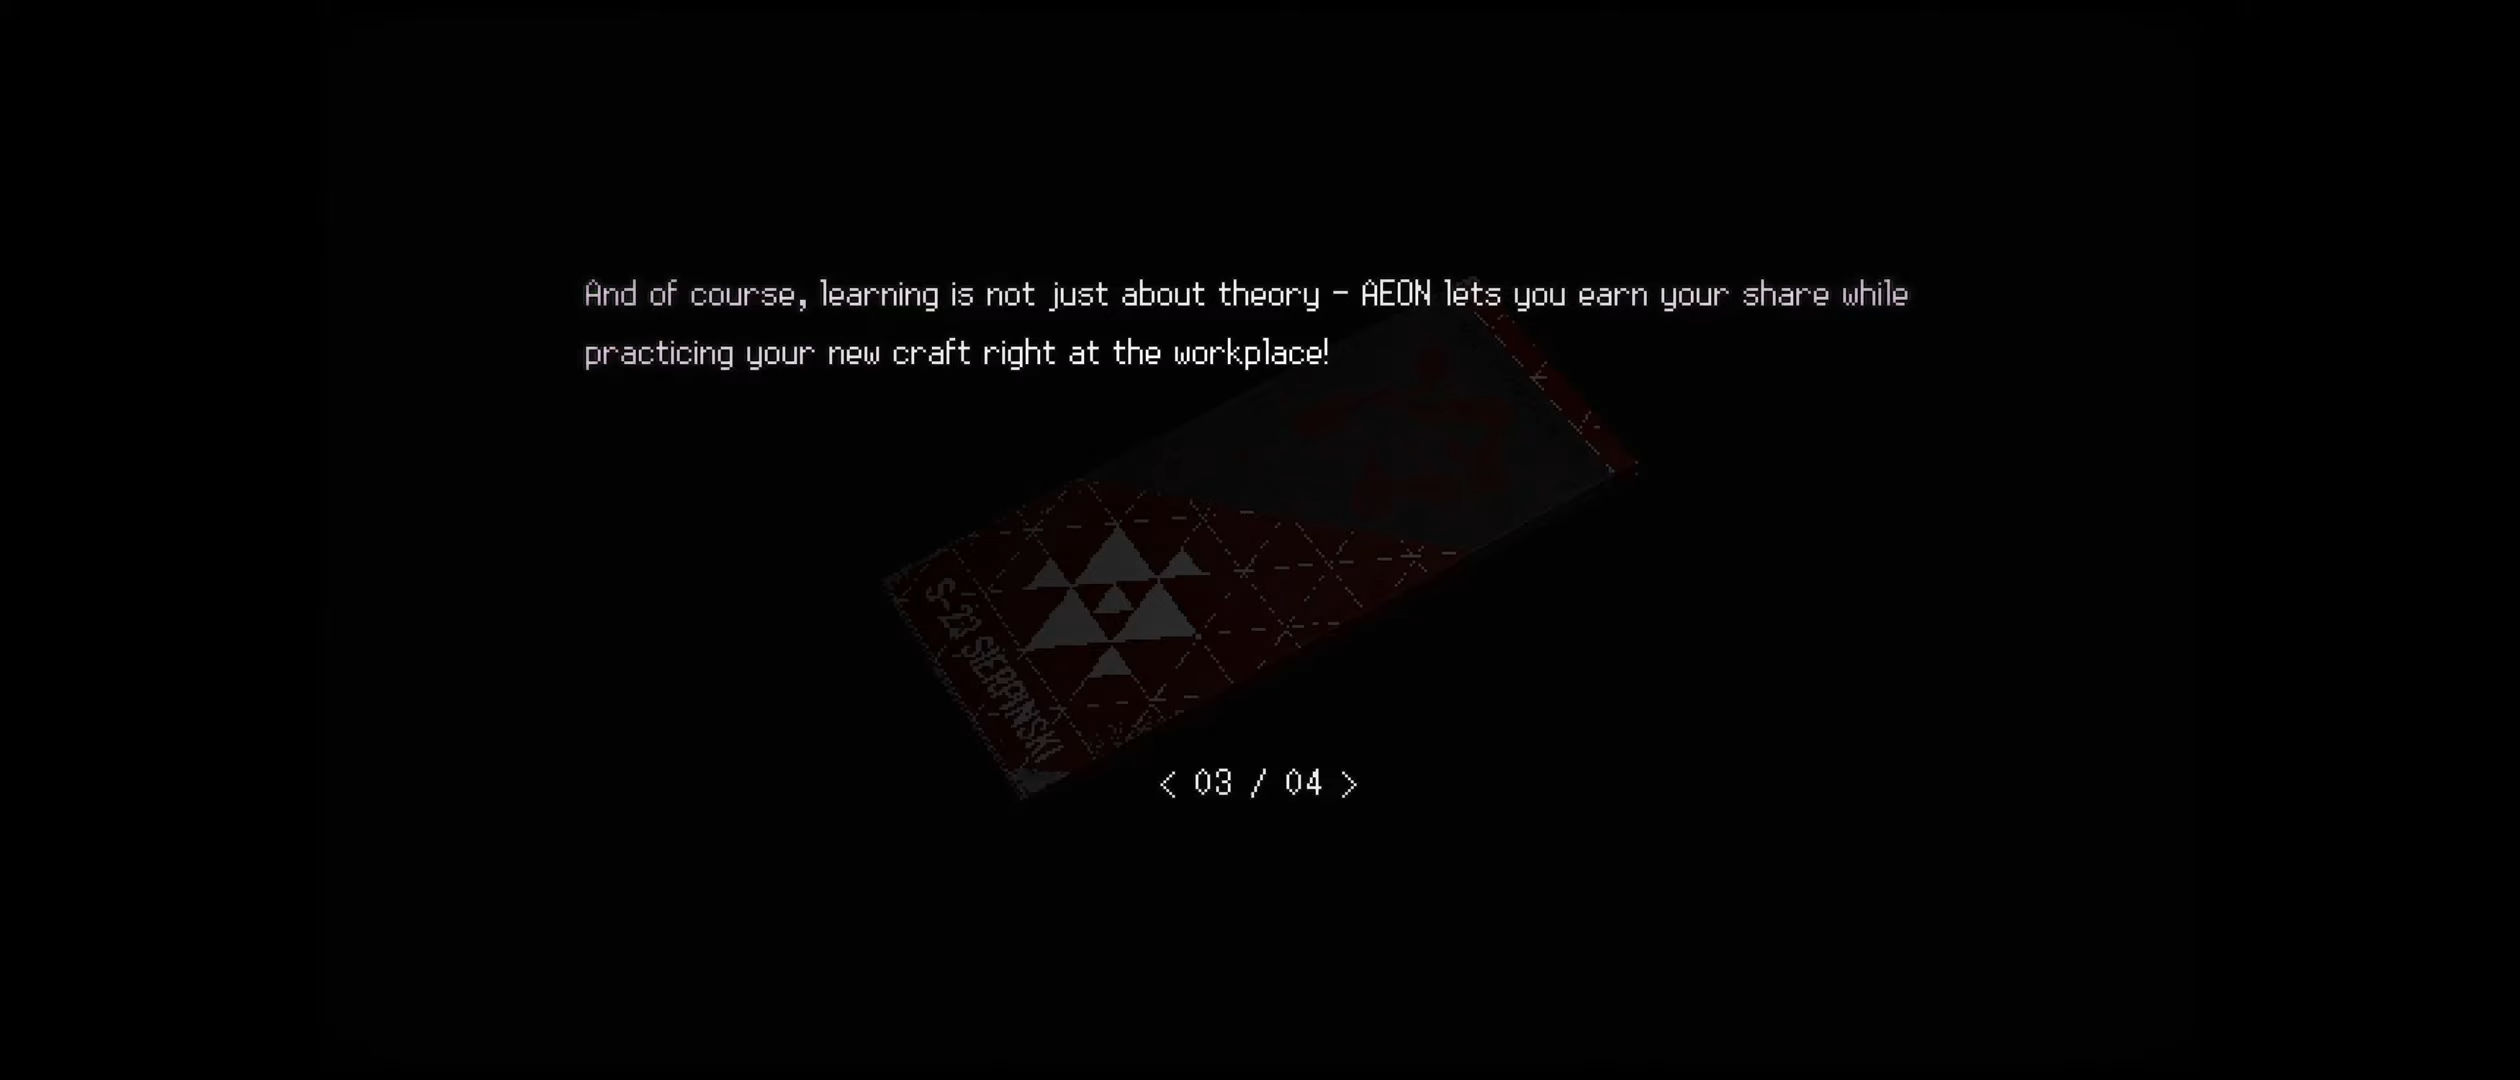 And of course, learning is not just about theory - AEON lets you earn your share while
practicing your new craft right at the workplace!
S-23 SIERPINSKI
< 03 / 04 >